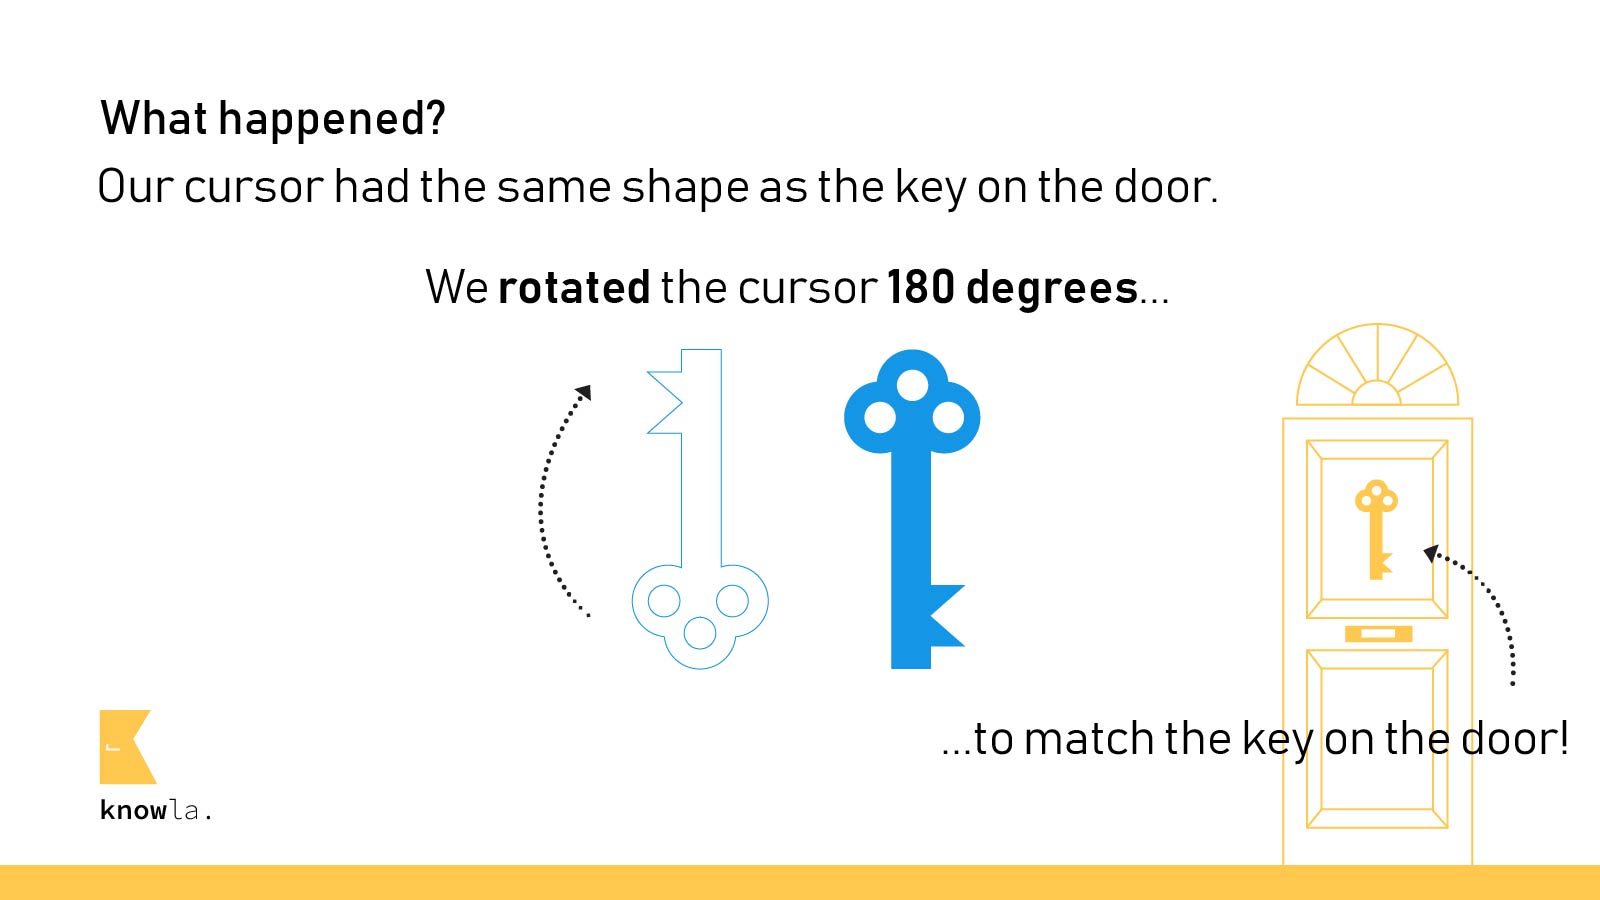 What happened?
Our cursor had the same shape as the key on the door.
We rotated the cursor 180 degrees...
...to match the key on the door!
knowla.